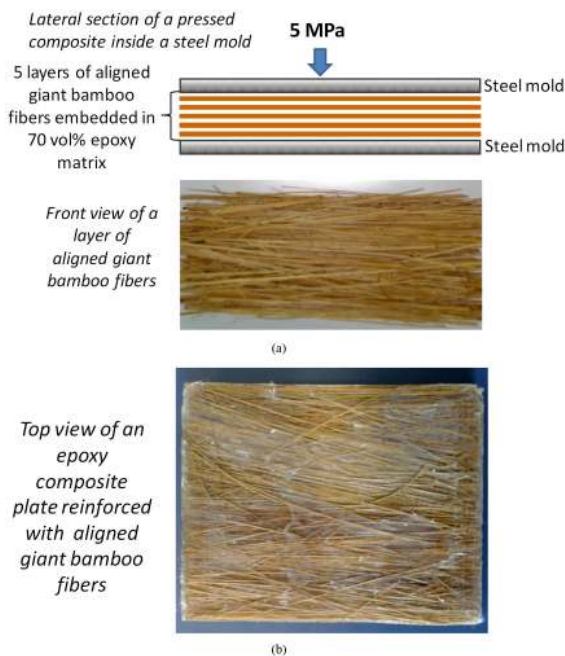 Lateral section of a pressed
composite inside a steel mold
5 MPa
5 layers of aligned
giant bamboo
fibers embedded in
70 vol% epoxy
matrix
Steel mold
Steel mold
Front view of a
layer of
aligned giant
bamboo fibers
(a)
Top view of an
epoxy
composite
plate reinforced
with aligned
giant bamboo
fibers
(b)